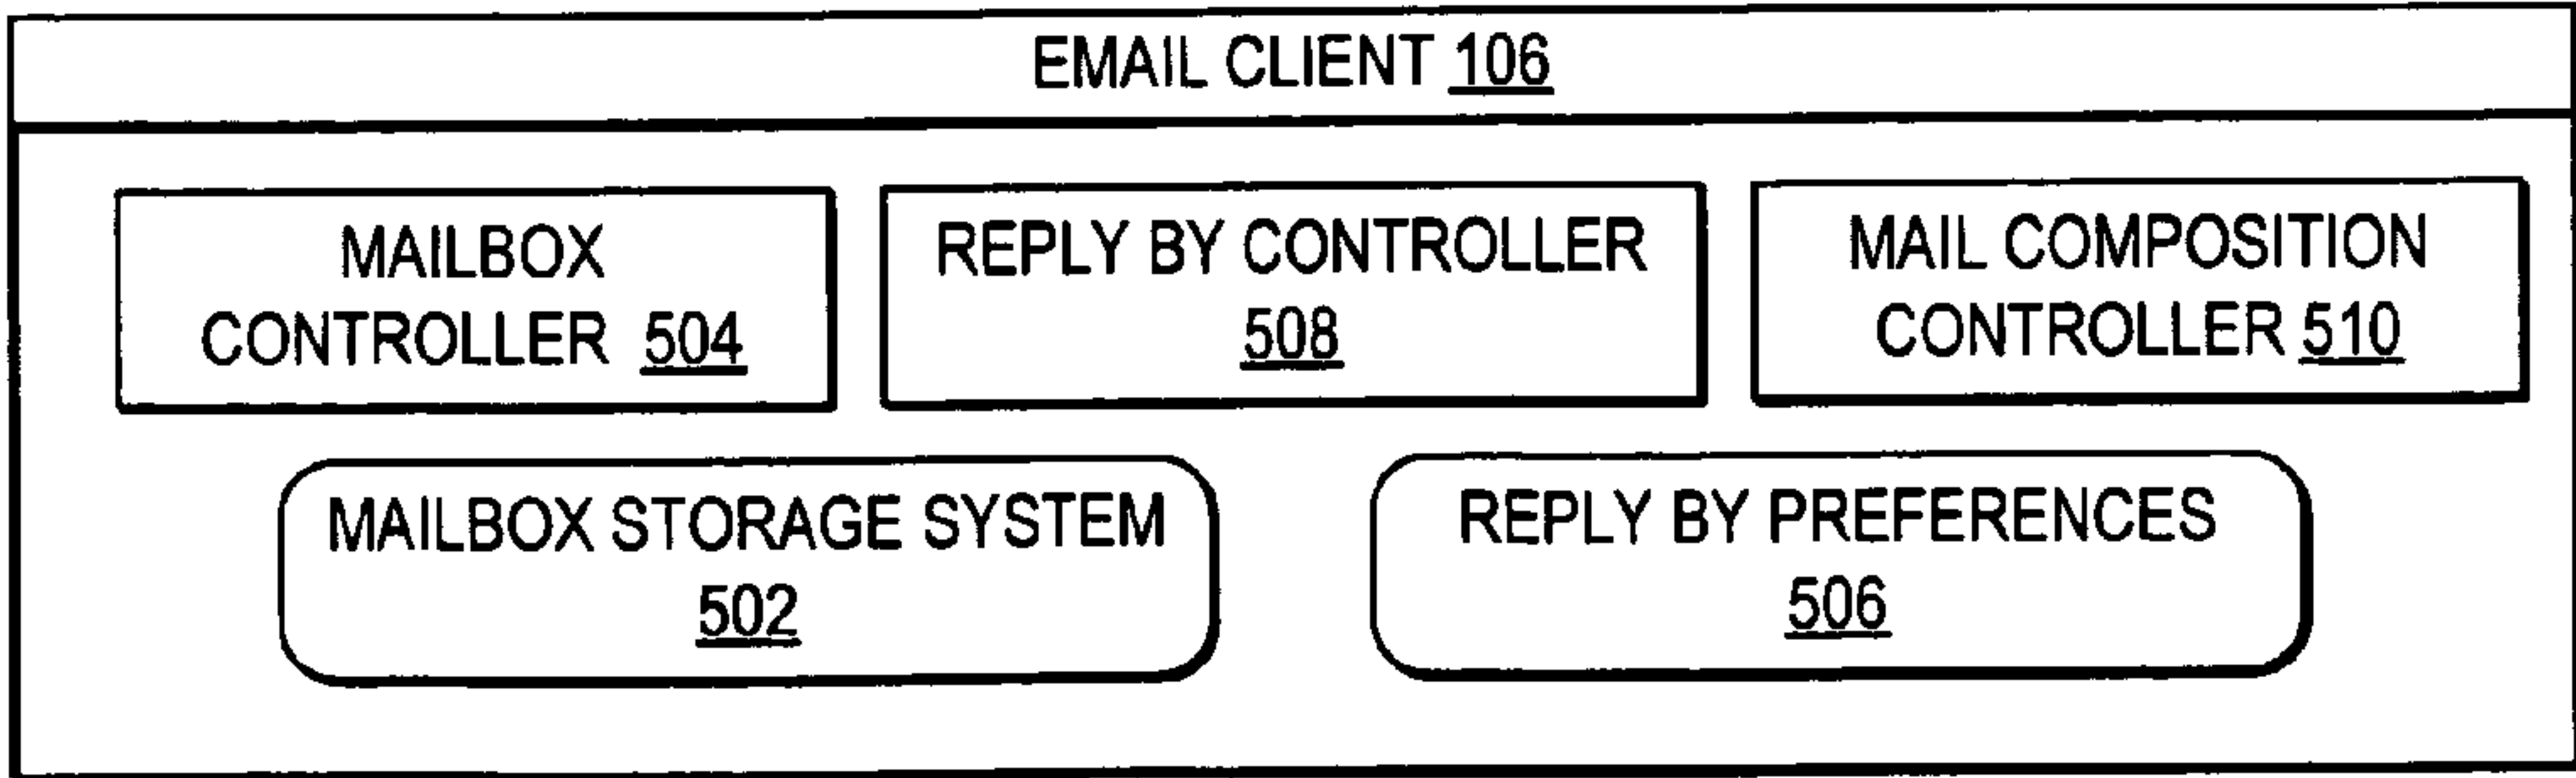 EMAIL CLIENT 106
MAILBOX
CONTROLLER 504
REPLY BY CONTROLLER
508
MAIL COMPOSITION
CONTROLLER 510
MAILBOX STORAGE SYSTEM
502
REPLY BY PREFERENCES
506